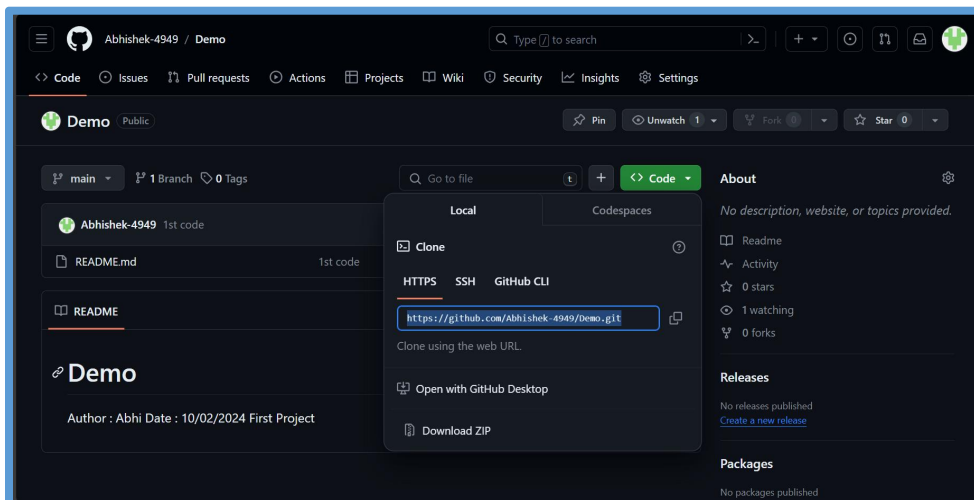 Abhishek-4949 / Demo
Type / to search
Code Issues Pull requests Actions Projects Wiki Security Insights Settings
Demo Public
Pin Unwatch 1 Fork 0 Star 0
main 1 Branch 0 Tags
Go to file t + Code
About
No description, website, or topics provided.
Readme
Activity
0 stars
1 watching
0 forks
Releases
No releases published
Create a new release
Packages
No packages published
Abhishek-4949 1st code
README.md 1st code
README
Demo
Author : Abhi Date : 10/02/2024 First Project
Local Codespaces
Clone
HTTPS SSH GitHub CLI
https://github.com/Abhishek-4949/Demo.git
Clone using the web URL.
Open with GitHub Desktop
Download ZIP